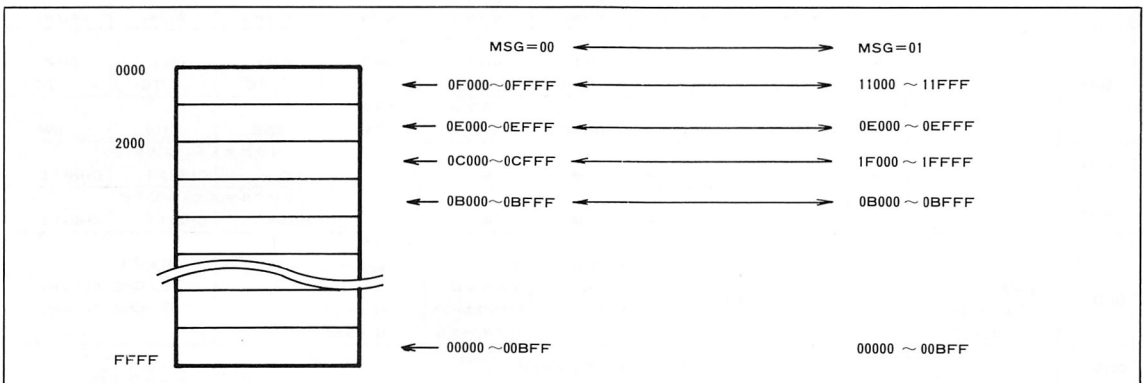 MSG=00 MSG=01
0000
0F000～0FFFF 11000 ～11FFF
0E000～0EFFF 0E000 ～0EFFF
2000
0C000～0CFFF 1F000 ～1FFFF
0B000～0BFFF 0B000 ～0BFFF
FFFF
00000 ～00BFF 00000 ～00BFF